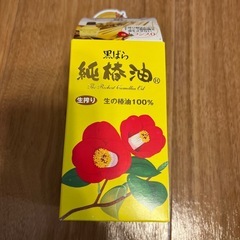 黒ばら
純椿油
The Richest Camellia Oil
生搾り 生の椿油100%